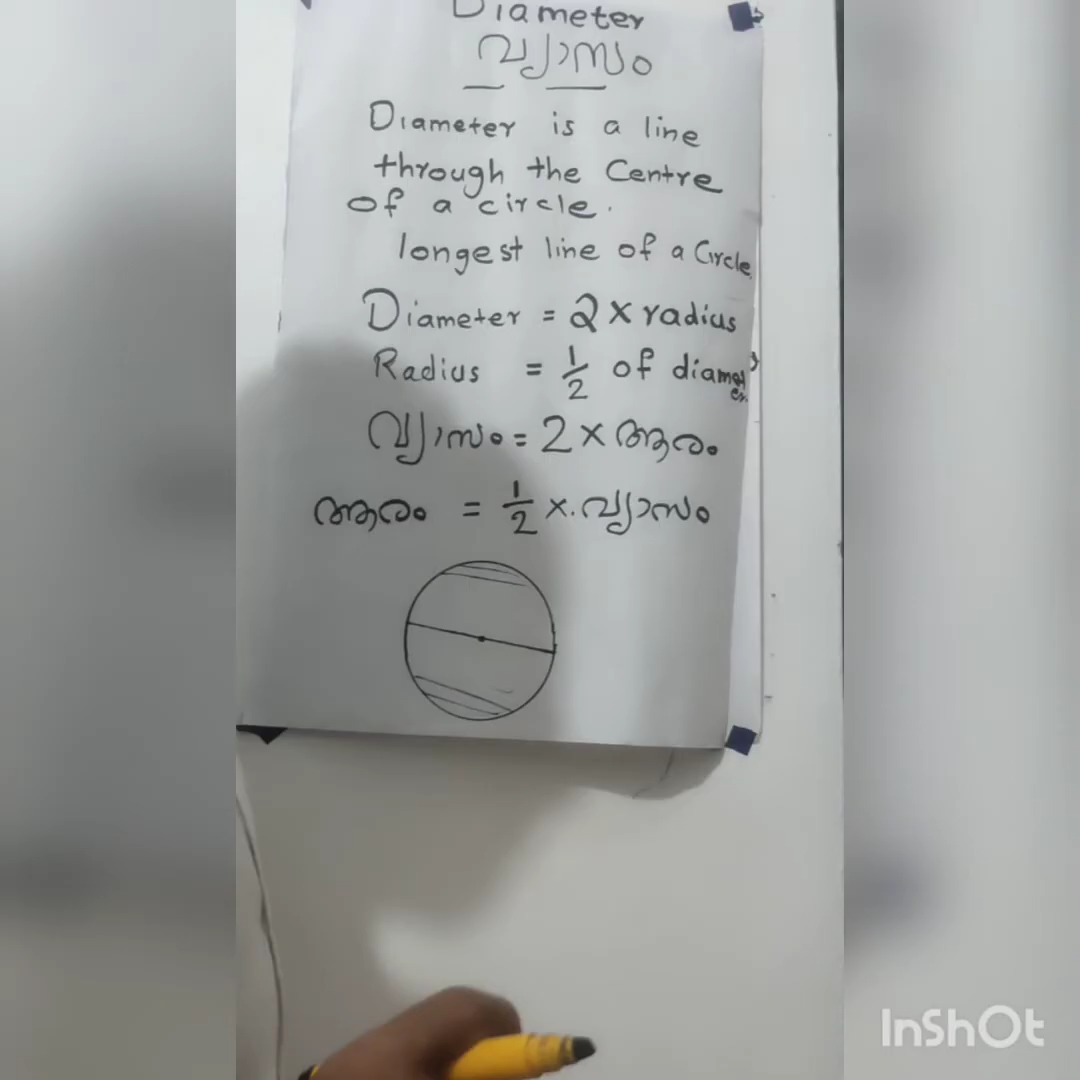 Diameter
വ്യാസം
Diameter is a line
through the Centre
of a circle.
longest line of a Circle.
Diameter = 2 × radius
Radius = 1/2 of diameter.
വ്യാസം = 2 × ആരം
ആരം = 1/2 ×. വ്യാസം
InShOt